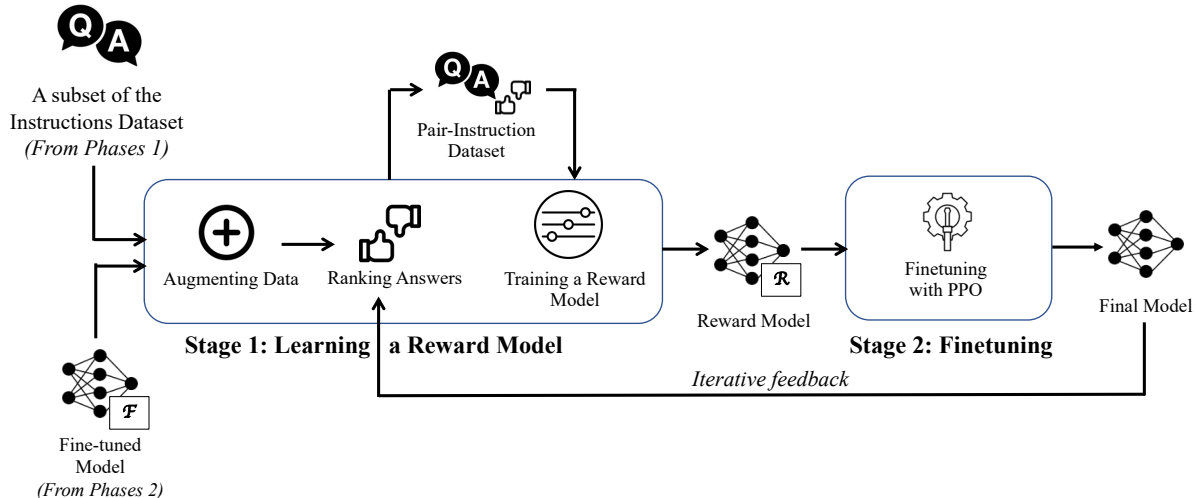 Q A
A subset of the
Instructions Dataset
(From Phases 1)
Q A
Pair-Instruction
Dataset
Augmenting Data
Ranking Answers
Training a Reward
Model
Stage 1: Learning a Reward Model
R
Reward Model
Finetuning
with PPO
Stage 2: Finetuning
Final Model
Iterative feedback
F
Fine-tuned
Model
(From Phases 2)